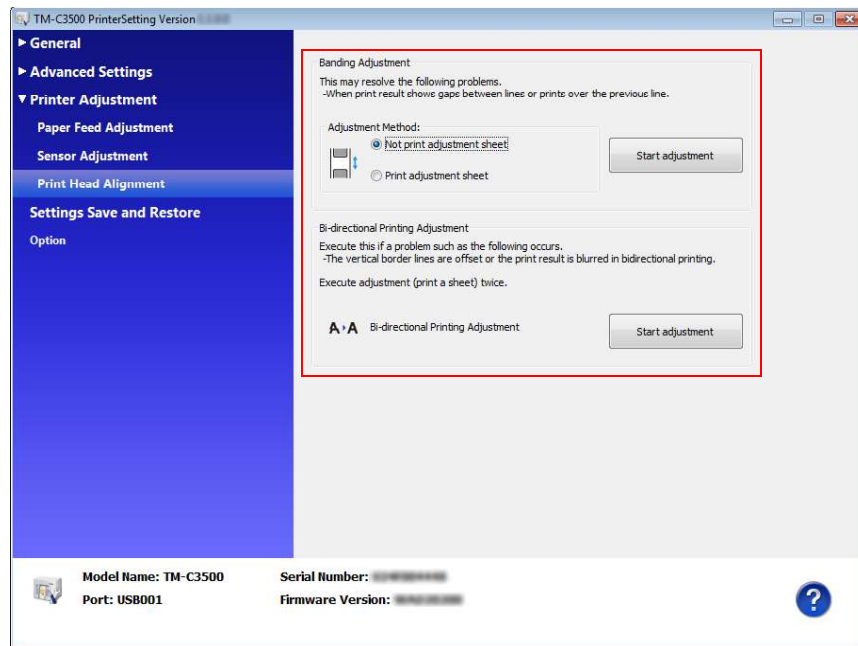 TM-C3500 PrinterSetting Version
► General
► Advanced Settings
▼ Printer Adjustment
Paper Feed Adjustment
Sensor Adjustment
Print Head Alignment
Settings Save and Restore
Option
Banding Adjustment
This may resolve the following problems.
-When print result shows gaps between lines or prints over the previous line.
Adjustment Method:
Not print adjustment sheet
Print adjustment sheet
Start adjustment
Bi-directional Printing Adjustment
Execute this if a problem such as the following occurs.
-The vertical border lines are offset or the print result is blurred in bidirectional printing.
Execute adjustment (print a sheet) twice.
A A Bi-directional Printing Adjustment
Start adjustment
Model Name: TM-C3500
Serial Number:
Port: USB001
Firmware Version:
?